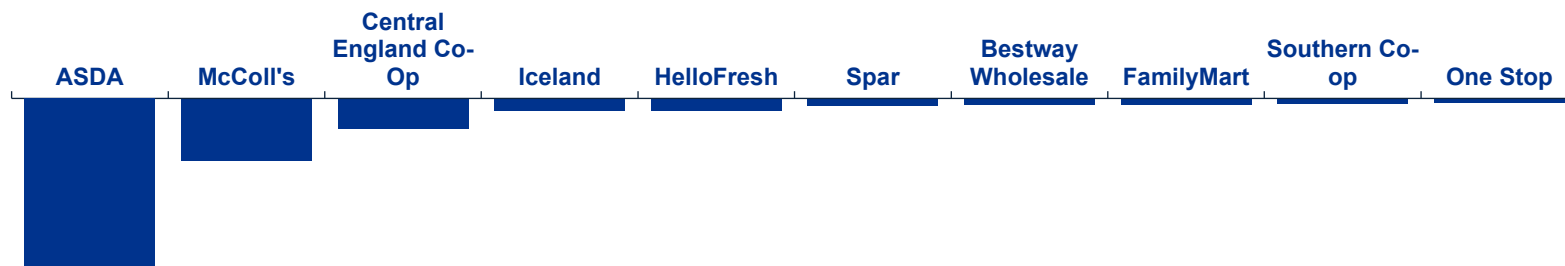 ASDA
McColl's
Central
England Co-
Op
Iceland
HelloFresh
Spar
Bestway
Wholesale
FamilyMart
Southern Co-
op
One Stop